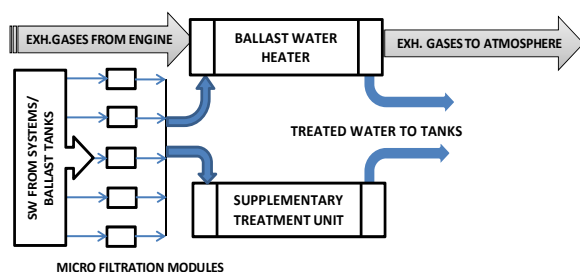 EXH.GASES FROM ENGINE
BALLAST WATER
HEATER
EXH. GASES TO ATMOSPHERE
SW FROM SYSTEMS/
BALLAST TANKS
TREATED WATER TO TANKS
SUPPLEMENTARY
TREATMENT UNIT
MICRO FILTRATION MODULES